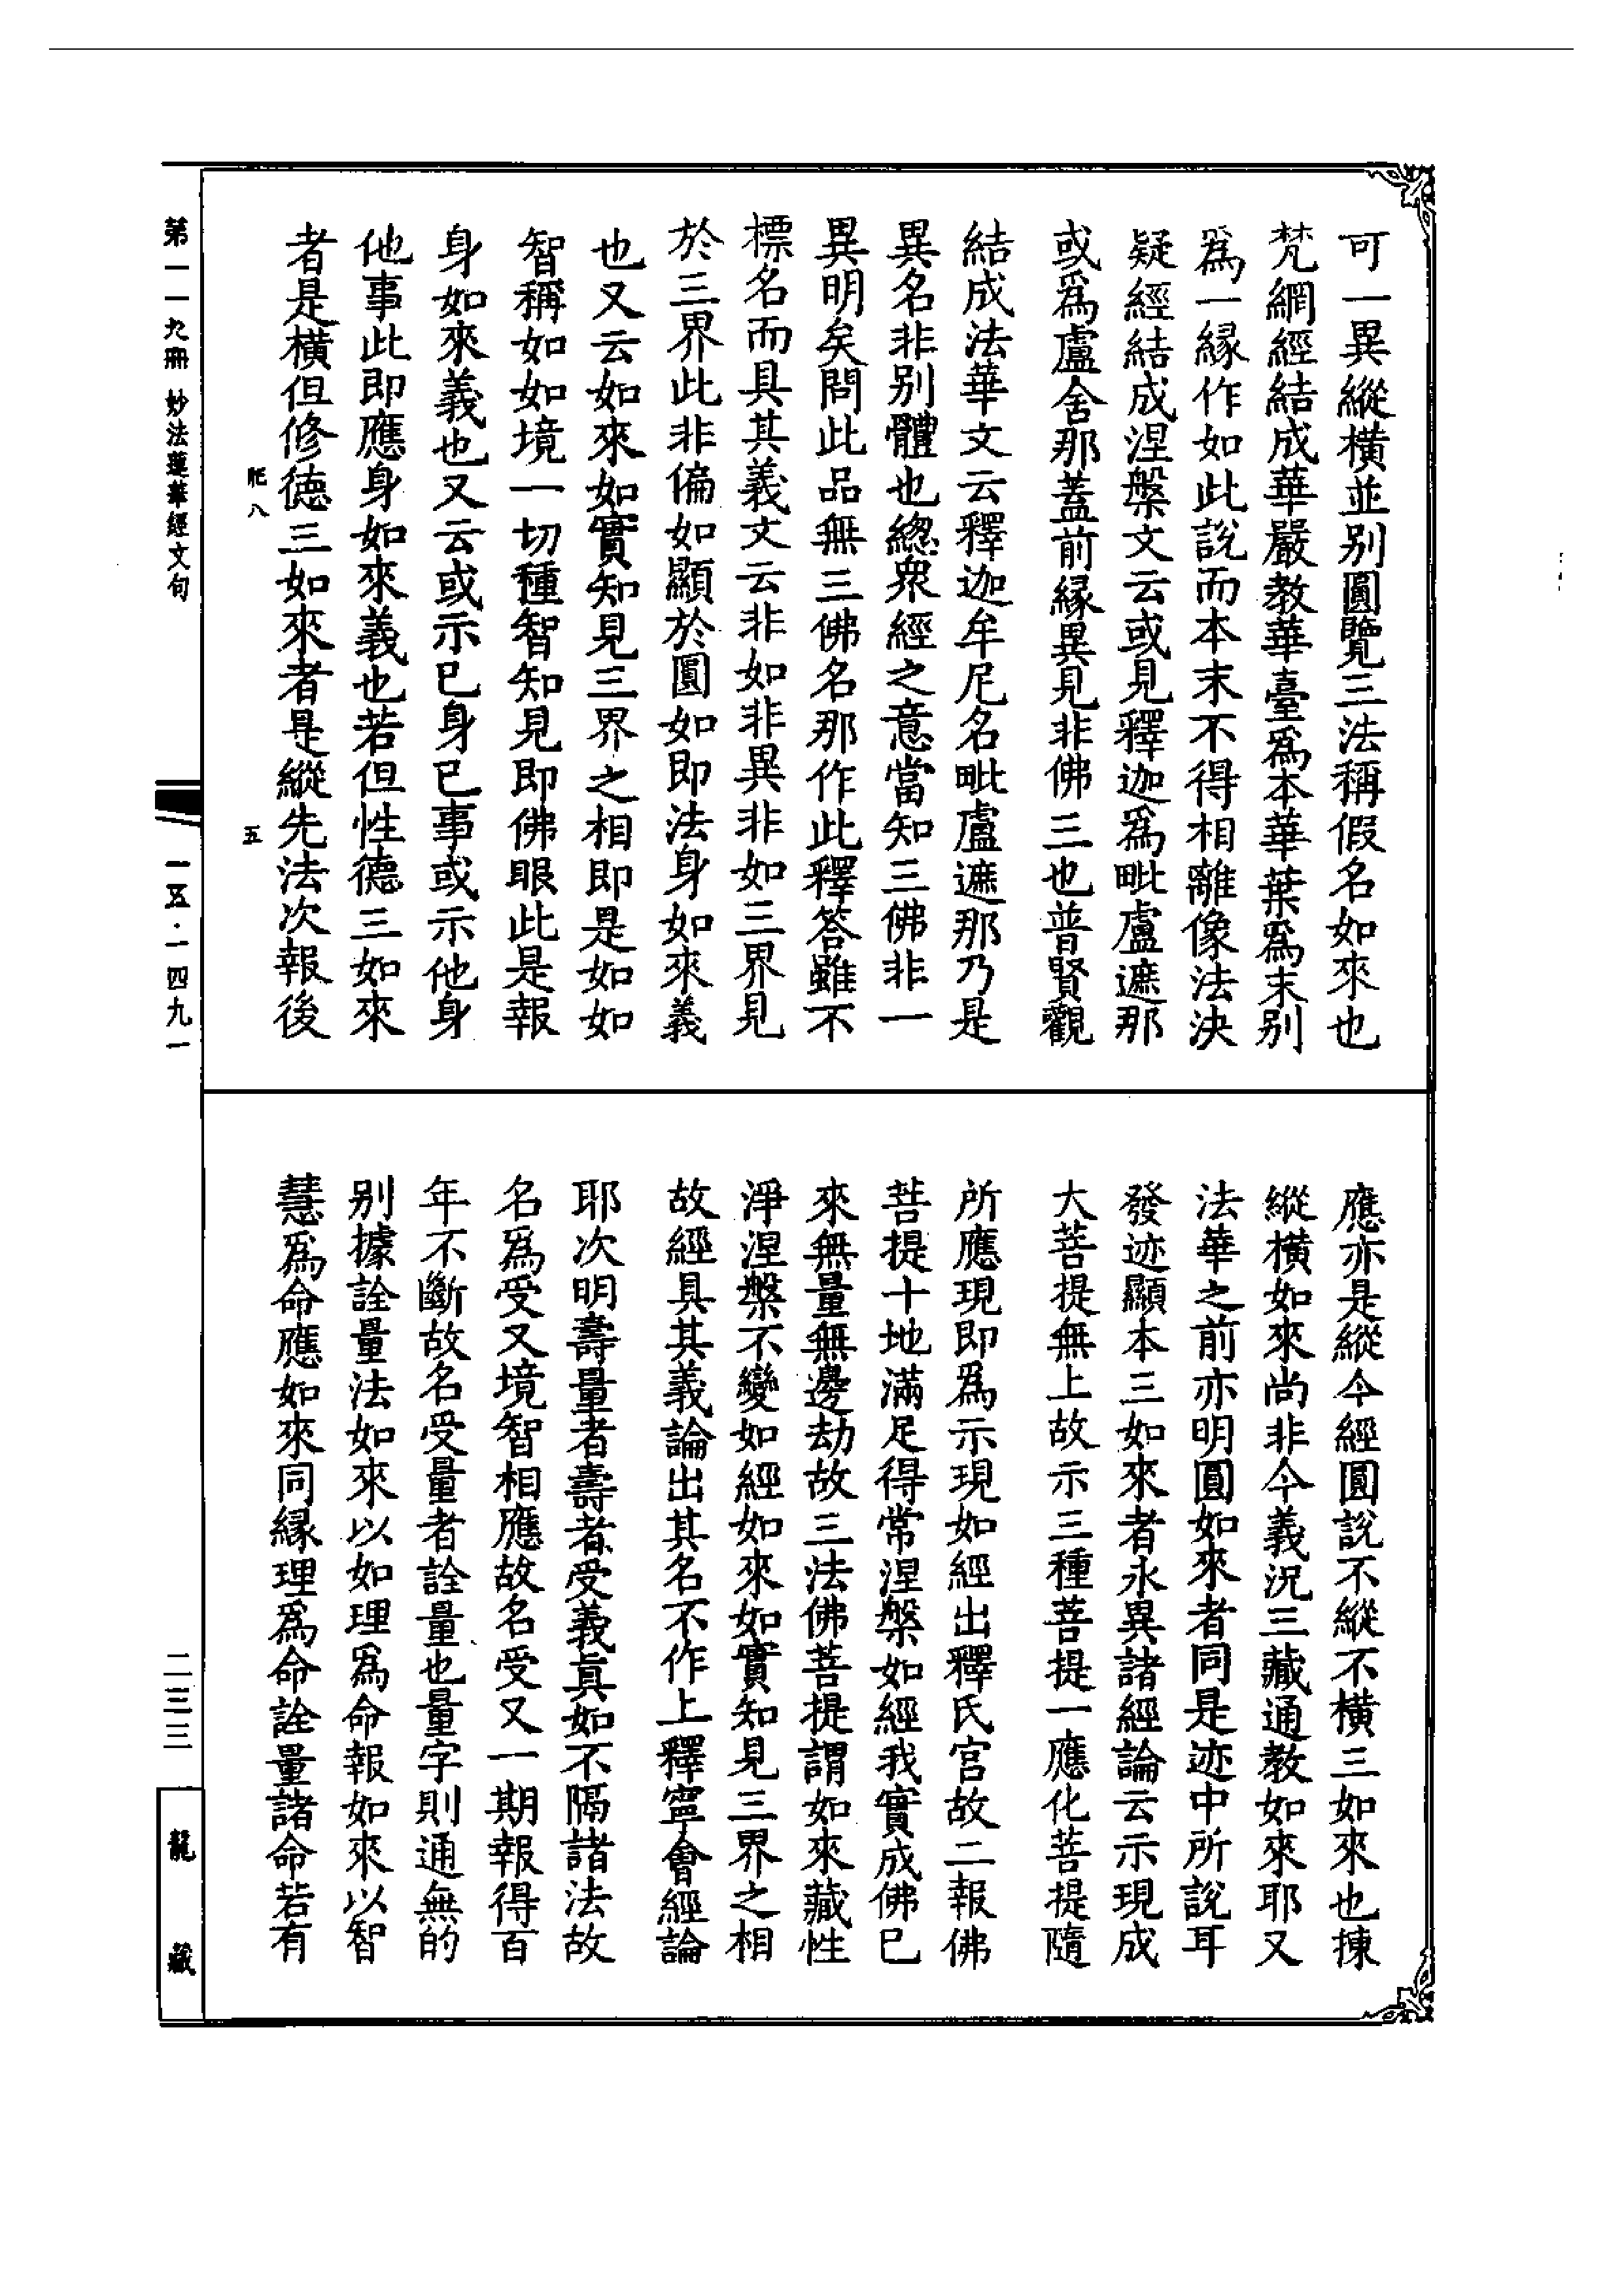 可一異縱橫並別圓覽三法稱假名如來也
梵網經結成華嚴教華臺爲本華葉爲末別
爲一緣作如此說而本末不得相離像法決
疑經結成涅槃文云或見釋迦爲毗盧遮那
或爲盧舍那蓋前緣異見非佛三也普賢觀
結成法華文云釋迦牟尼名毗盧遮那乃是
異名非別體也總衆經之意當知三佛非一
異明矣問此品無三佛名那作此釋答雖不
標名而具其義文云非如非異非如三界見
於三界此非偏如顯於圓如即法身如來義
也又云如來如實知見三界之相即是如如
智稱如如境一切種智知見即佛眼此是報
身如來義也又云或示已身已事或示他身
他事此即應身如來義也若但性德三如來
者是橫但修德三如來者是縱先法次報後
應亦是縱今經圓說不縱不橫三如來也揀
縱橫如來尚非今義況三藏通教如來耶又
法華之前亦明圓如來者同是迹中所說耳
發迹顯本三如來者永異諸經論云示現成
大菩提無上故示三種菩提一應化菩提隨
所應現即爲示現如經出釋氏宮故二報佛
菩提十地滿足得常涅槃如經我實成佛已
來無量無邊劫故三法佛菩提謂如來藏性
淨涅槃不變如經如來如實知見三界之相
故經具其義論出其名不作上釋寧會經論
耶次明壽量者壽者受義眞如不隔諸法故
名爲受又境智相應故名受又一期報得百
年不斷故名受量者詮量也量字則通無的
別據詮量法如來以如理爲命報如來以智
慧爲命應如來同緣理爲命詮量諸命若有
肥八
五
第一一九冊 妙法蓮華經文句
一五·一四九一
二三三
龍藏